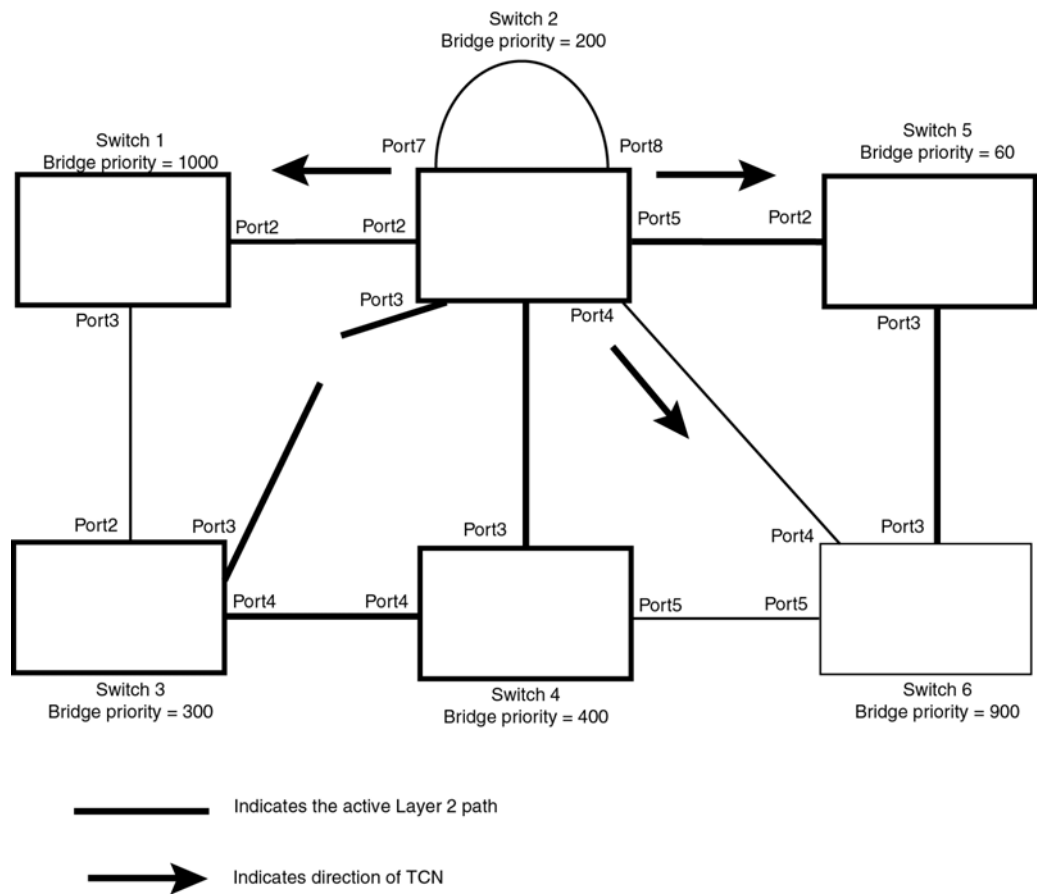 Switch 2
Bridge priority = 200
Switch 1
Bridge priority = 1000
Switch 5
Bridge priority = 60
Port7
Port8
Port2
Port2
Port5
Port2
Port3
Port3
Port4
Port3
Port2
Port3
Port3
Port4
Port3
Port4
Port4
Port5
Port5
Switch 3
Bridge priority = 300
Switch 4
Bridge priority = 400
Switch 6
Bridge priority = 900
Indicates the active Layer 2 path
Indicates direction of TCN